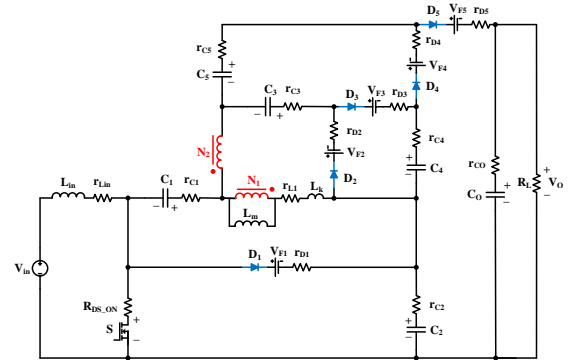 D5 VF5 rD5
rC5
C5 + −
rD4
VF4
D4
C3 rC3
− +
D3 VF3 rD3
rD2
VF2
D2
rC4
+ C4 −
N2
N1
Lin rLin
C1 rC1
− +
rL1 Lk
Lm
rCO
CO + −
RL + VO −
Vin
D1 VF1 rD1
RDS_ON
S + −
rC2
+ C2 −